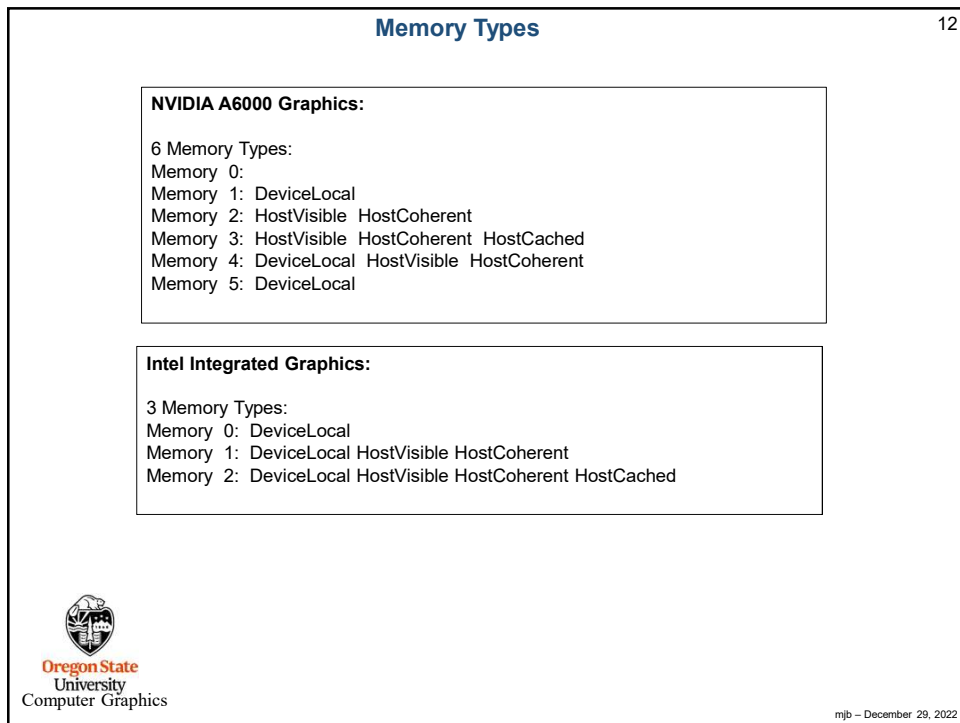 Memory Types
12
NVIDIA A6000 Graphics:
6 Memory Types:
Memory 0:
Memory 1: DeviceLocal
Memory 2: HostVisible HostCoherent
Memory 3: HostVisible HostCoherent HostCached
Memory 4: DeviceLocal HostVisible HostCoherent
Memory 5: DeviceLocal
Intel Integrated Graphics:
3 Memory Types:
Memory 0: DeviceLocal
Memory 1: DeviceLocal HostVisible HostCoherent
Memory 2: DeviceLocal HostVisible HostCoherent HostCached
Oregon State
University
Computer Graphics
mjb – December 29, 2022